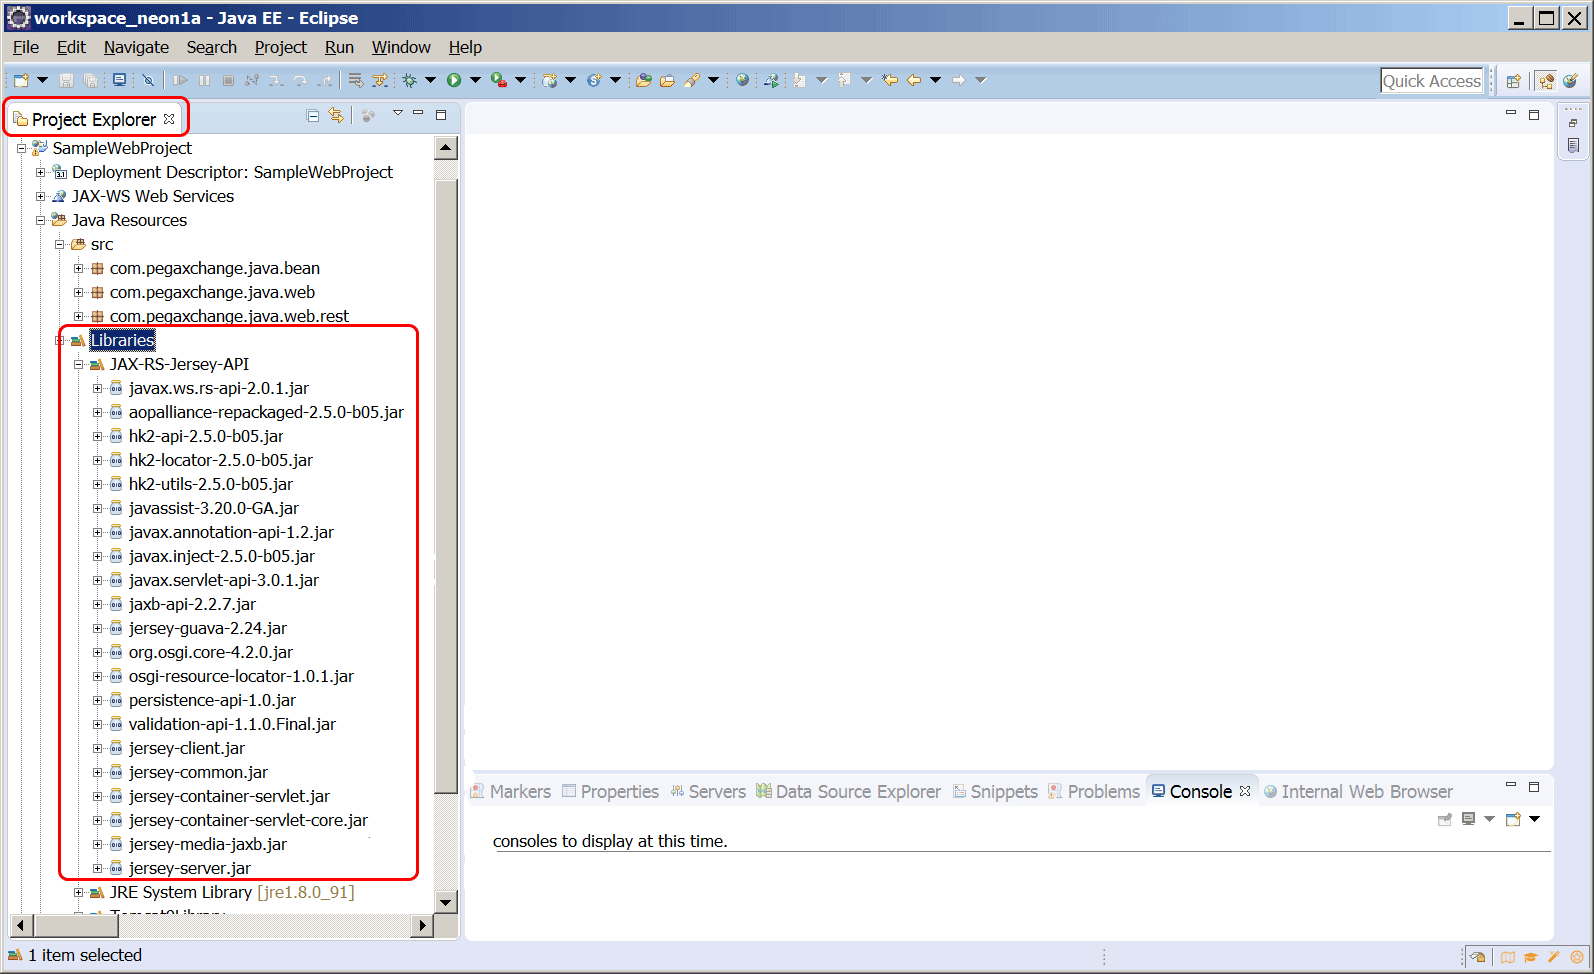 workspace_neon1a - Java EE - Eclipse
File Edit Navigate Search Project Run Window Help
Quick Access
Project Explorer
SampleWebProject
Deployment Descriptor: SampleWebProject
JAX-WS Web Services
Java Resources
src
com.pegaxchange.java.bean
com.pegaxchange.java.web
com.pegaxchange.java.web.rest
Libraries
JAX-RS-Jersey-API
javax.ws.rs-api-2.0.1.jar
aopalliance-repackaged-2.5.0-b05.jar
hk2-api-2.5.0-b05.jar
hk2-locator-2.5.0-b05.jar
hk2-utils-2.5.0-b05.jar
javassist-3.20.0-GA.jar
javax.annotation-api-1.2.jar
javax.inject-2.5.0-b05.jar
javax.servlet-api-3.0.1.jar
jaxb-api-2.2.7.jar
jersey-guava-2.24.jar
org.osgi.core-4.2.0.jar
osgi-resource-locator-1.0.1.jar
persistence-api-1.0.jar
validation-api-1.1.0.Final.jar
jersey-client.jar
jersey-common.jar
jersey-container-servlet.jar
jersey-container-servlet-core.jar
jersey-media-jaxb.jar
jersey-server.jar
JRE System Library [jre1.8.0_91]
Markers Properties Servers Data Source Explorer Snippets Problems Console Internal Web Browser
consoles to display at this time.
1 item selected